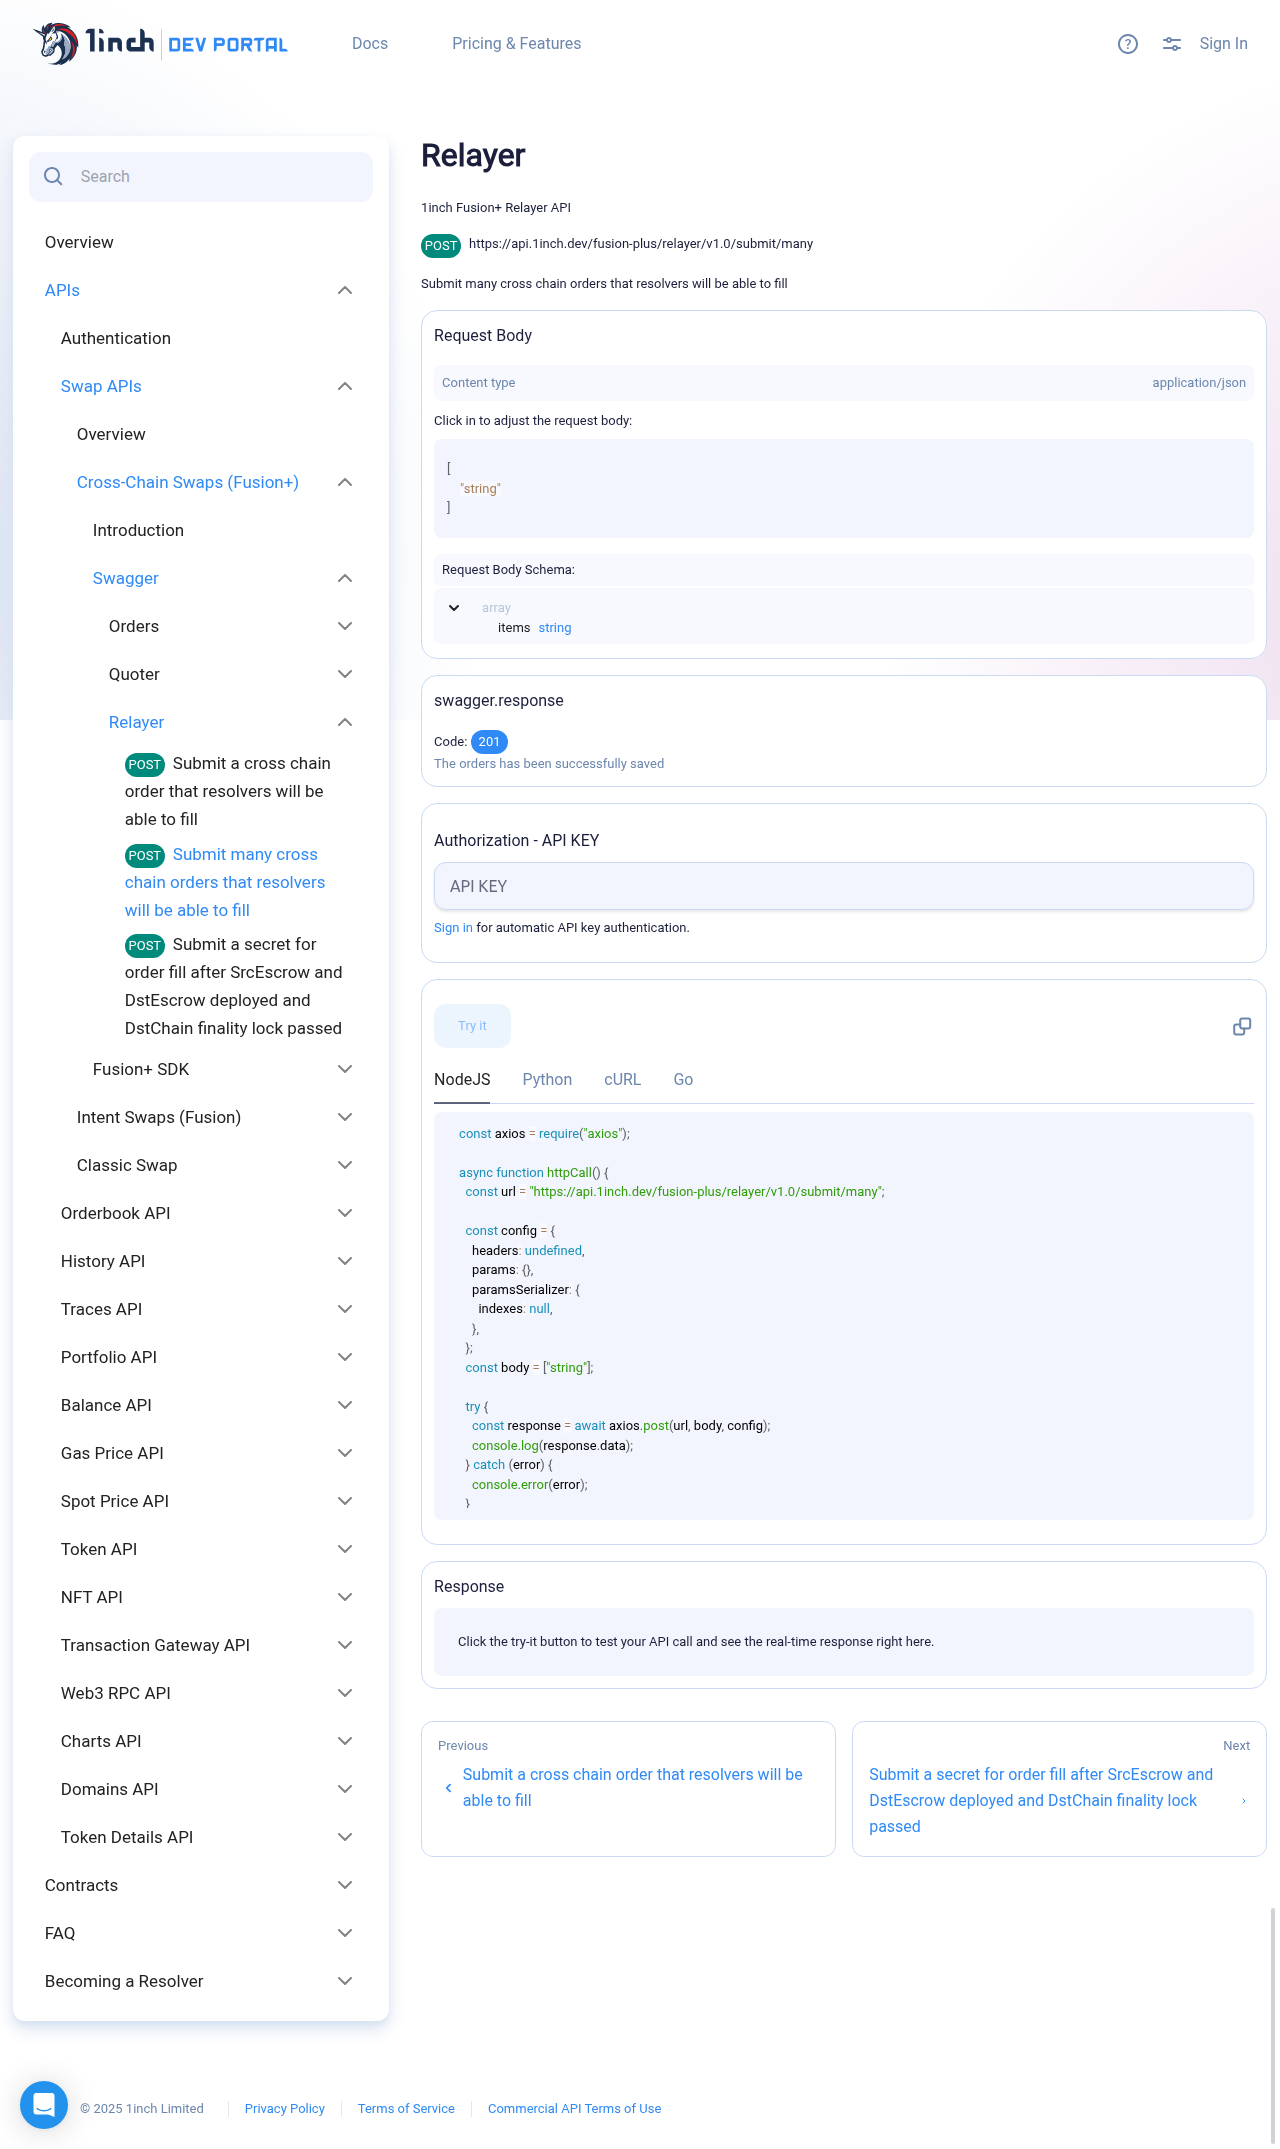 1inch DEV PORTAL
Docs
Pricing & Features
Sign In
Search
Overview
APIs
Authentication
Swap APIs
Overview
Cross-Chain Swaps (Fusion+)
Introduction
Swagger
Orders
Quoter
Relayer
POST Submit a cross chain
order that resolvers will be
able to fill
POST Submit many cross
chain orders that resolvers
will be able to fill
POST Submit a secret for
order fill after SrcEscrow and
DstEscrow deployed and
DstChain finality lock passed
Fusion+ SDK
Intent Swaps (Fusion)
Classic Swap
Orderbook API
History API
Traces API
Portfolio API
Balance API
Gas Price API
Spot Price API
Token API
NFT API
Transaction Gateway API
Web3 RPC API
Charts API
Domains API
Token Details API
Contracts
FAQ
Becoming a Resolver
Relayer
1inch Fusion+ Relayer API
POST https://api.1inch.dev/fusion-plus/relayer/v1.0/submit/many
Submit many cross chain orders that resolvers will be able to fill
Request Body
Content type application/json
Click in to adjust the request body:
[
"string"
]
Request Body Schema:
array
items string
swagger.response
Code: 201
The orders has been successfully saved
Authorization - API KEY
API KEY
Sign in for automatic API key authentication.
Try it
NodeJS Python cURL Go
const axios = require("axios");
async function httpCall() {
const url = "https://api.1inch.dev/fusion-plus/relayer/v1.0/submit/many";
const config = {
headers: undefined,
params: {},
paramsSerializer: {
indexes: null,
},
};
const body = ["string"];
try {
const response = await axios.post(url, body, config);
console.log(response.data);
} catch (error) {
console.error(error);
}
Response
Click the try-it button to test your API call and see the real-time response right here.
Previous
Submit a cross chain order that resolvers will be
able to fill
Next
Submit a secret for order fill after SrcEscrow and
DstEscrow deployed and DstChain finality lock
passed
© 2025 1inch Limited
Privacy Policy
Terms of Service
Commercial API Terms of Use